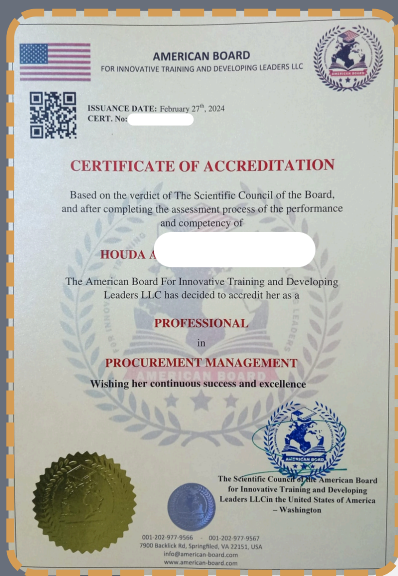 AMERICAN BOARD
FOR INNOVATIVE TRAINING AND DEVELOPING LEADERS LLC
ISSUANCE DATE: February 27th, 2024
CERT. No:
CERTIFICATE OF ACCREDITATION
Based on the verdict of The Scientific Council of the Board,
and after completing the assessment process of the performance
and competency of
HOUDA A
The American Board For Innovative Training and Developing
Leaders LLC has decided to accredit her as a
PROFESSIONAL
in
PROCUREMENT MANAGEMENT
Wishing her continuous success and excellence
AMERICAN BOARD
The Scientific Council of the American Board
for Innovative Training and Developing
Leaders LLCin the United States of America
– Washington
001-202-977-9566 - 001-202-977-9567
7900 Backlick Rd, Springfied, VA 22151, USA
info@american-board.com
www.american-board.com